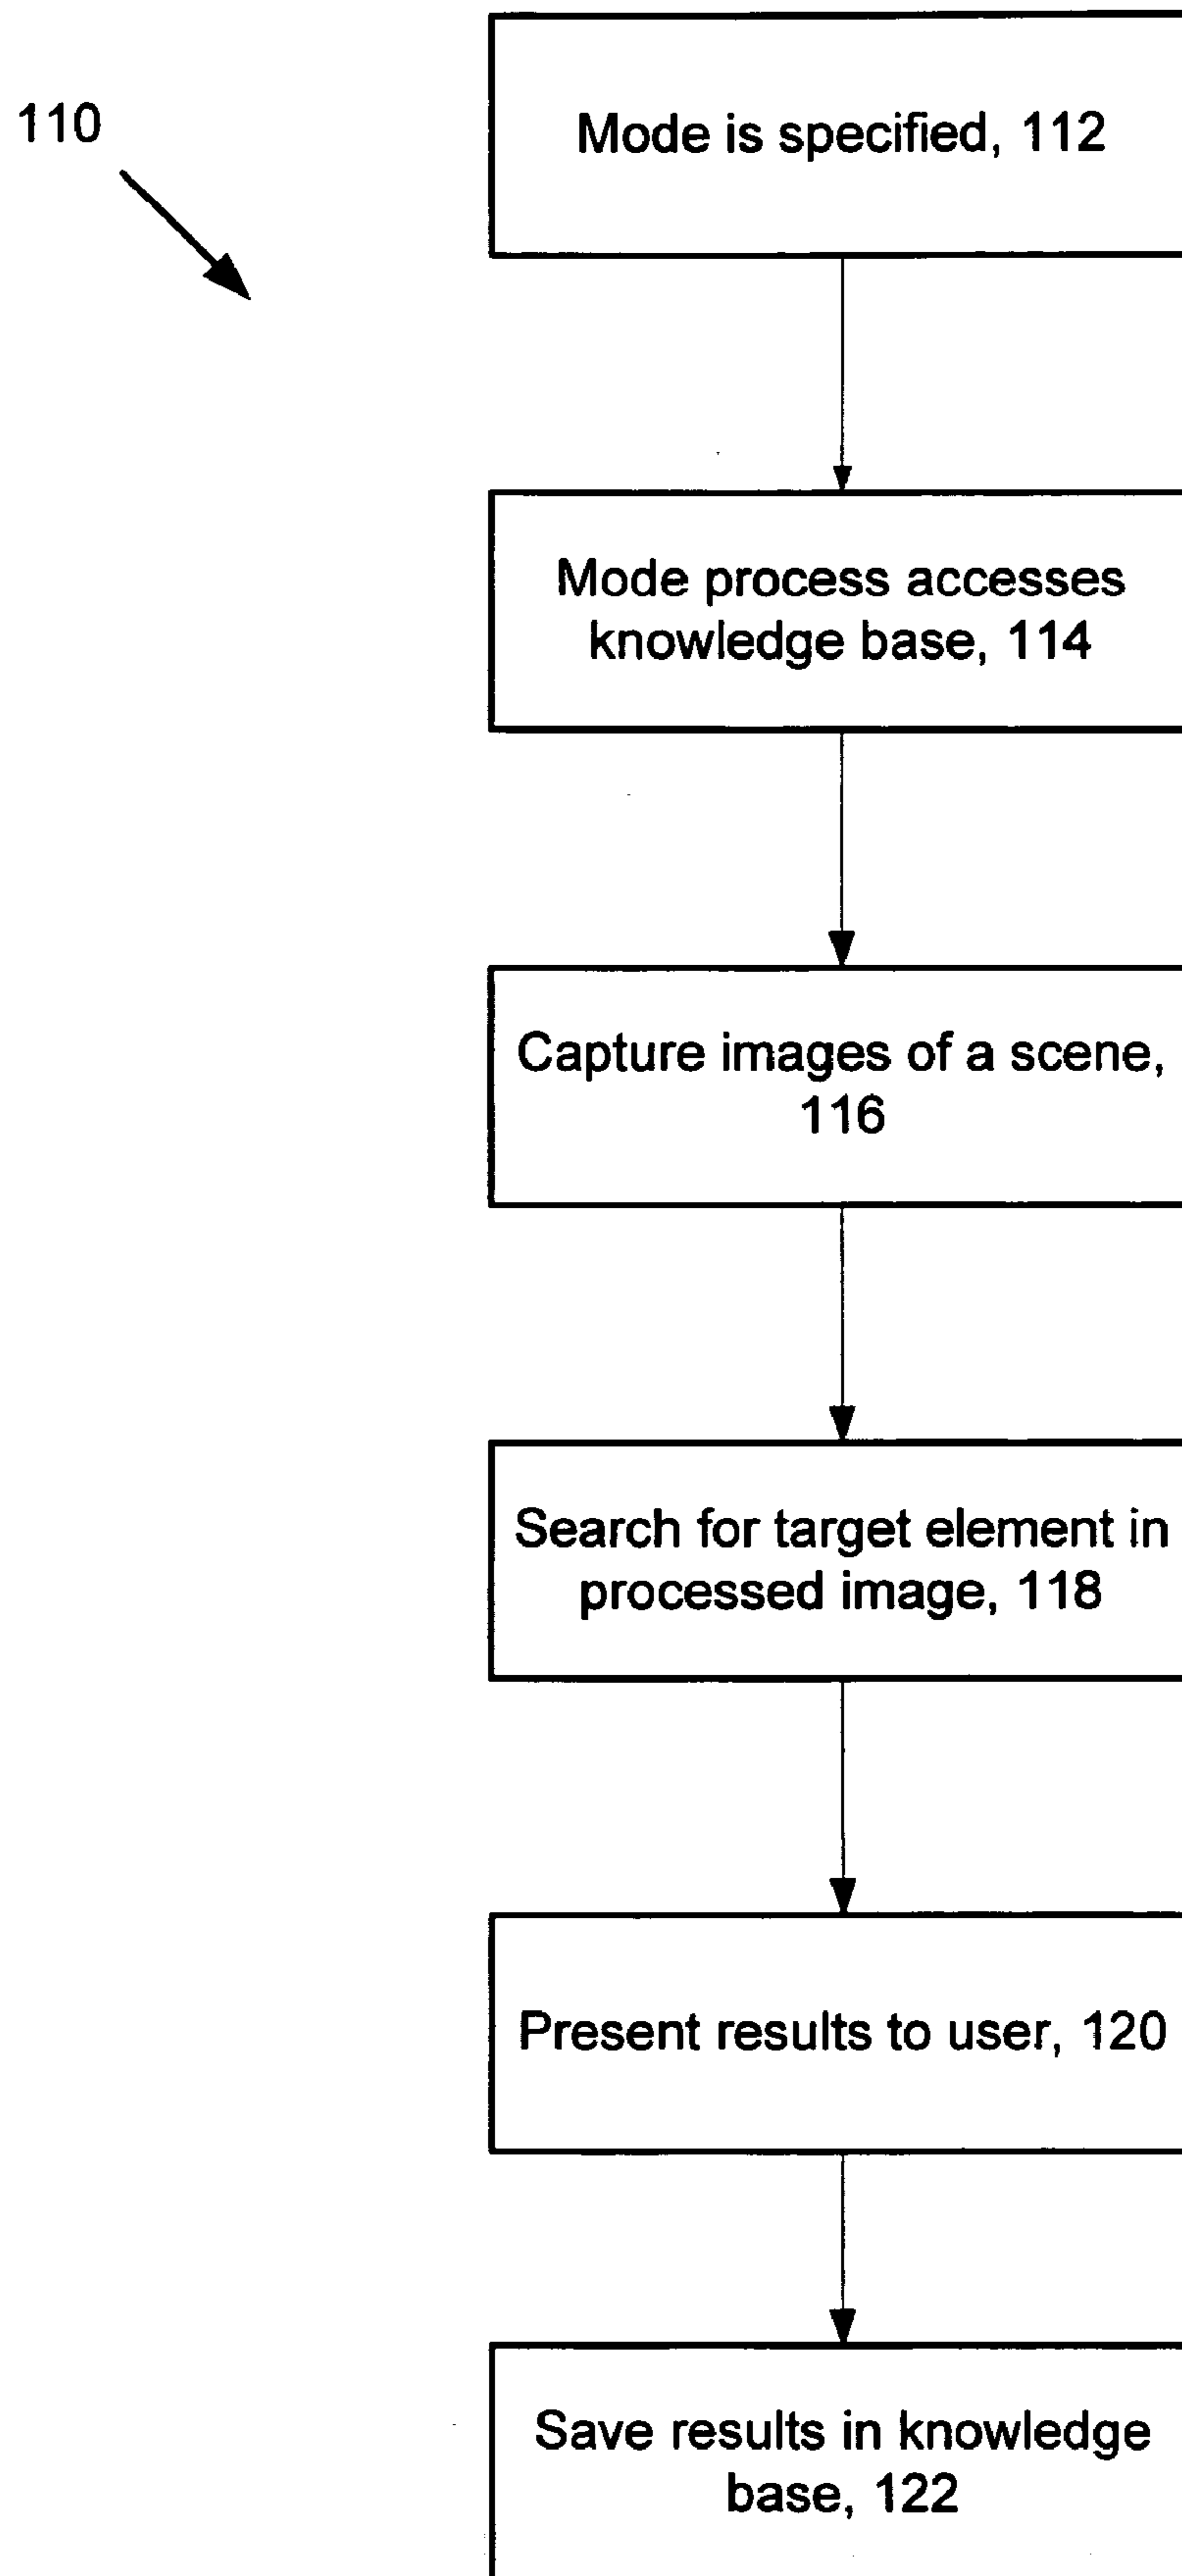 110
Mode is specified, 112
Mode process accesses
knowledge base, 114
Capture images of a scene,
116
Search for target element in
processed image, 118
Present results to user, 120
Save results in knowledge
base, 122